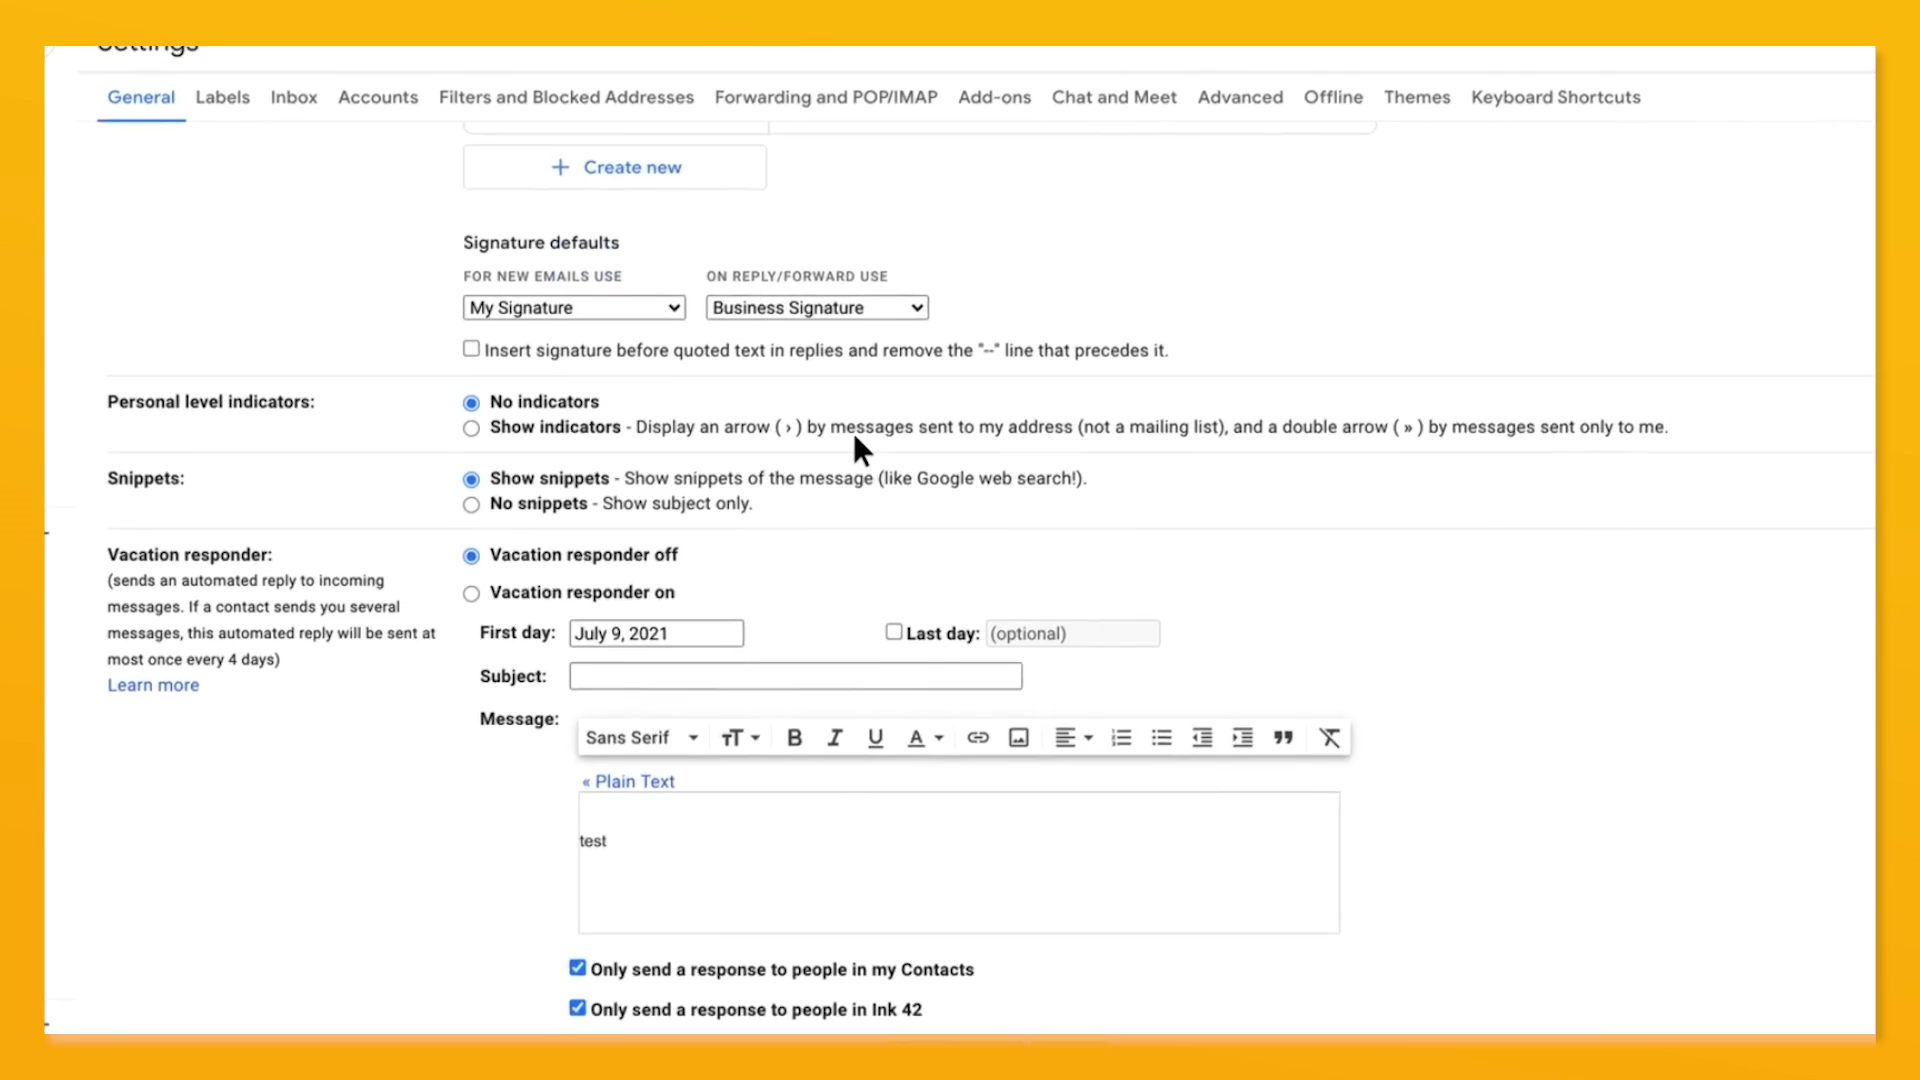 Settings
General Labels Inbox Accounts Filters and Blocked Addresses Forwarding and POP/IMAP Add-ons Chat and Meet Advanced Offline Themes Keyboard Shortcuts
+ Create new
Signature defaults
FOR NEW EMAILS USE ON REPLY/FORWARD USE
My Signature Business Signature
Insert signature before quoted text in replies and remove the "--" line that precedes it.
Personal level indicators: No indicators
Show indicators - Display an arrow ( › ) by messages sent to my address (not a mailing list), and a double arrow ( » ) by messages sent only to me.
Snippets: Show snippets - Show snippets of the message (like Google web search!).
No snippets - Show subject only.
Vacation responder: Vacation responder off
(sends an automated reply to incoming
messages. If a contact sends you several
messages, this automated reply will be sent at
most once every 4 days)
Learn more
Vacation responder on
First day: July 9, 2021 Last day: (optional)
Subject:
Message:
Sans Serif
« Plain Text
test
Only send a response to people in my Contacts
Only send a response to people in Ink 42